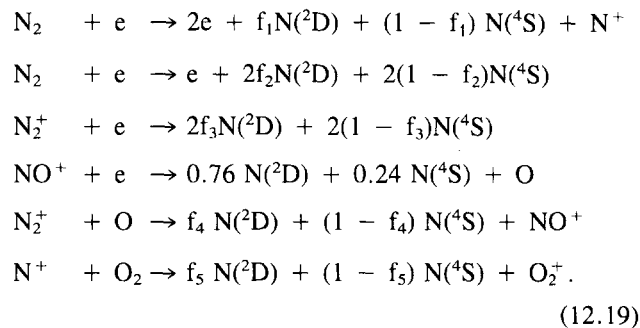 N₂ + e → 2e + f₁N(²D) + (1 − f₁) N(⁴S) + N⁺
N₂ + e → e + 2f₂N(²D) + 2(1 − f₂)N(⁴S)
N₂⁺ + e → 2f₃N(²D) + 2(1 − f₃)N(⁴S)
NO⁺ + e → 0.76 N(²D) + 0.24 N(⁴S) + O
N₂⁺ + O → f₄ N(²D) + (1 − f₄) N(⁴S) + NO⁺
N⁺ + O₂ → f₅ N(²D) + (1 − f₅) N(⁴S) + O₂⁺.
(12.19)